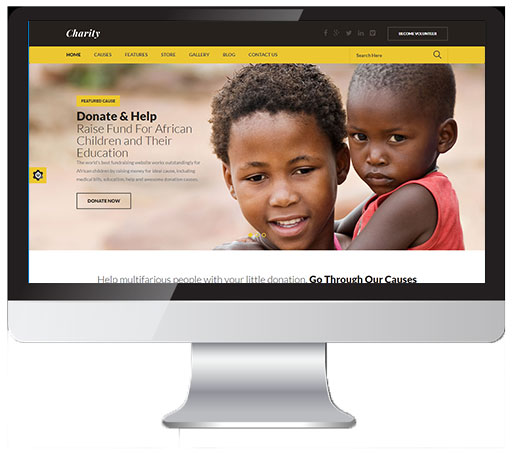 Charity
BECOME VOLUNTEER
HOME CAUSES FEATURES STORE GALLERY BLOG CONTACT US
Search Here
FEATURED CAUSE
Donate & Help
Raise Fund For African
Children and Their
Education
The world's best fundraising website works outstandingly for
African children by raising money for idea causes, including
medical bills, education, help and awesome donation causes.
DONATE NOW
Help multifarious people with your little donation. Go Through Our Causes